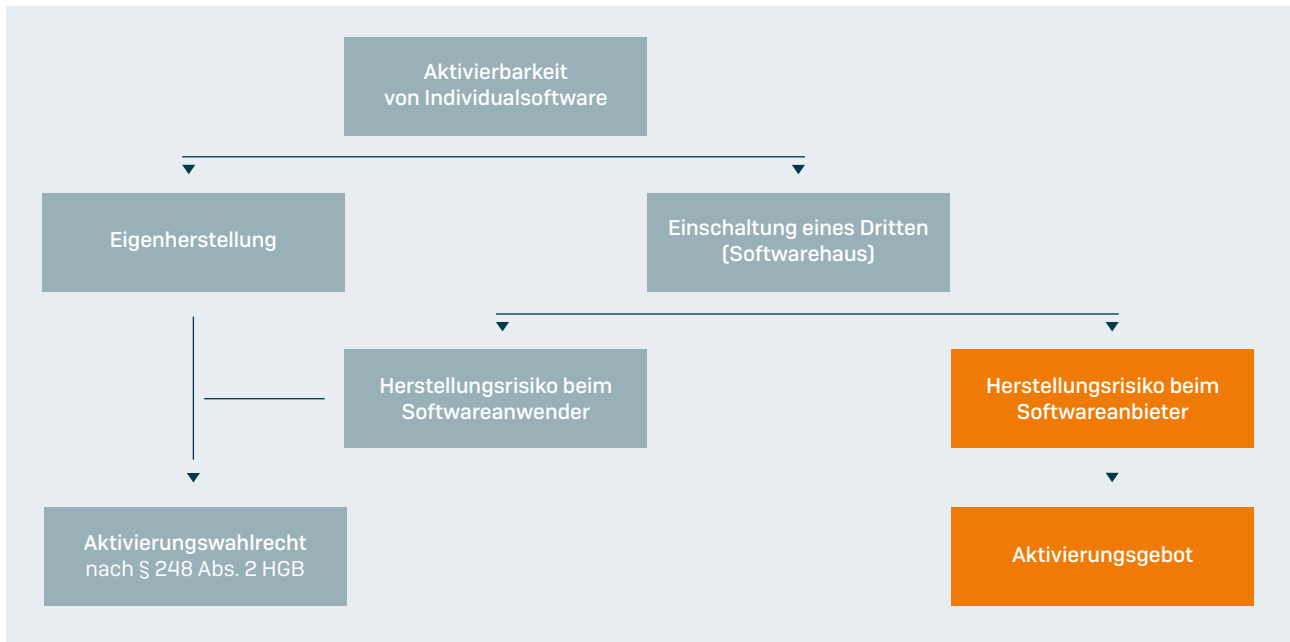 Aktivierbarkeit
von Individualsoftware
Eigenherstellung
Einschaltung eines Dritten
(Softwarehaus)
Herstellungsrisiko beim
Softwareanwender
Herstellungsrisiko beim
Softwareanbieter
Aktivierungswahlrecht
nach § 248 Abs. 2 HGB
Aktivierungsgebot